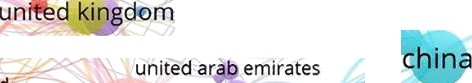 united kingdom
united arab emirates
china